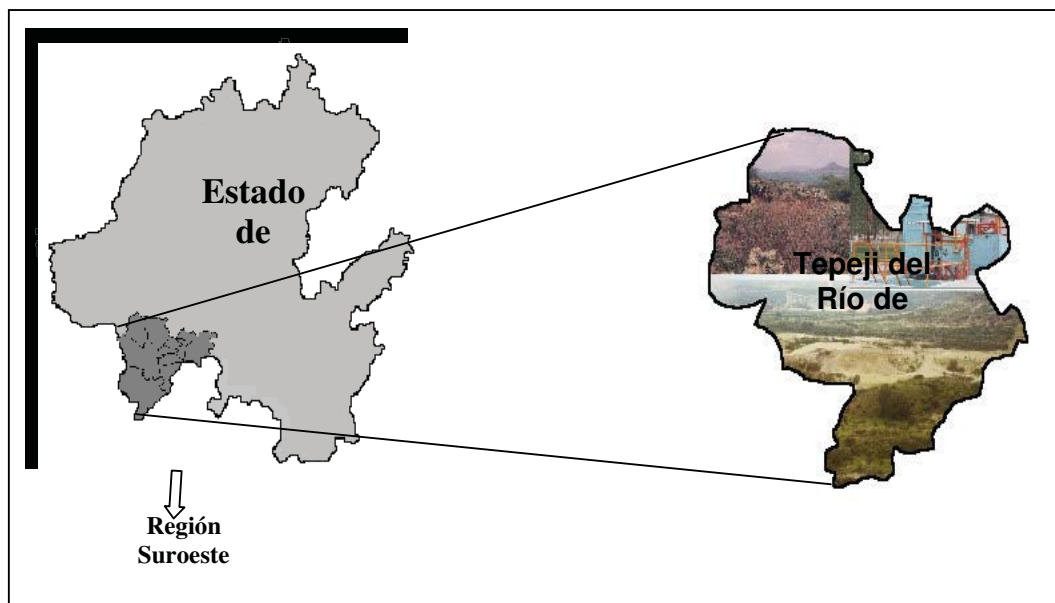 Estado
de
Tepeji del
Río de
Región
Suroeste